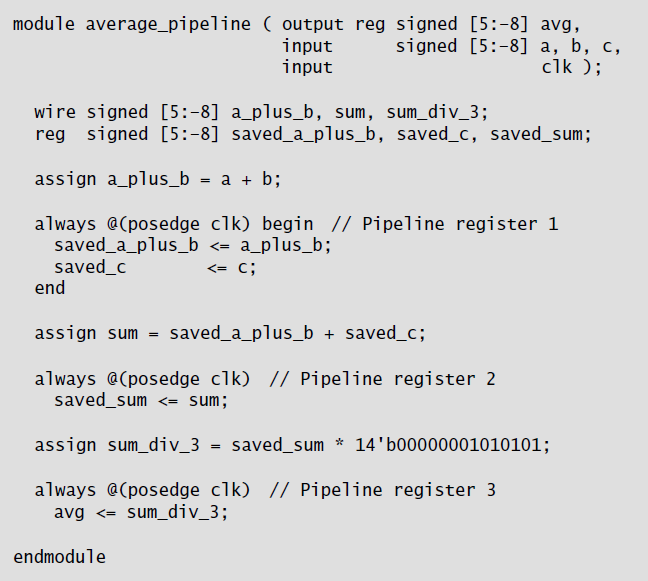 module average_pipeline ( output reg signed [5:-8] avg,
input signed [5:-8] a, b, c,
input clk );
wire signed [5:-8] a_plus_b, sum, sum_div_3;
reg signed [5:-8] saved_a_plus_b, saved_c, saved_sum;
assign a_plus_b = a + b;
always @(posedge clk) begin // Pipeline register 1
saved_a_plus_b <= a_plus_b;
saved_c <= c;
end
assign sum = saved_a_plus_b + saved_c;
always @(posedge clk) // Pipeline register 2
saved_sum <= sum;
assign sum_div_3 = saved_sum * 14'b00000001010101;
always @(posedge clk) // Pipeline register 3
avg <= sum_div_3;
endmodule